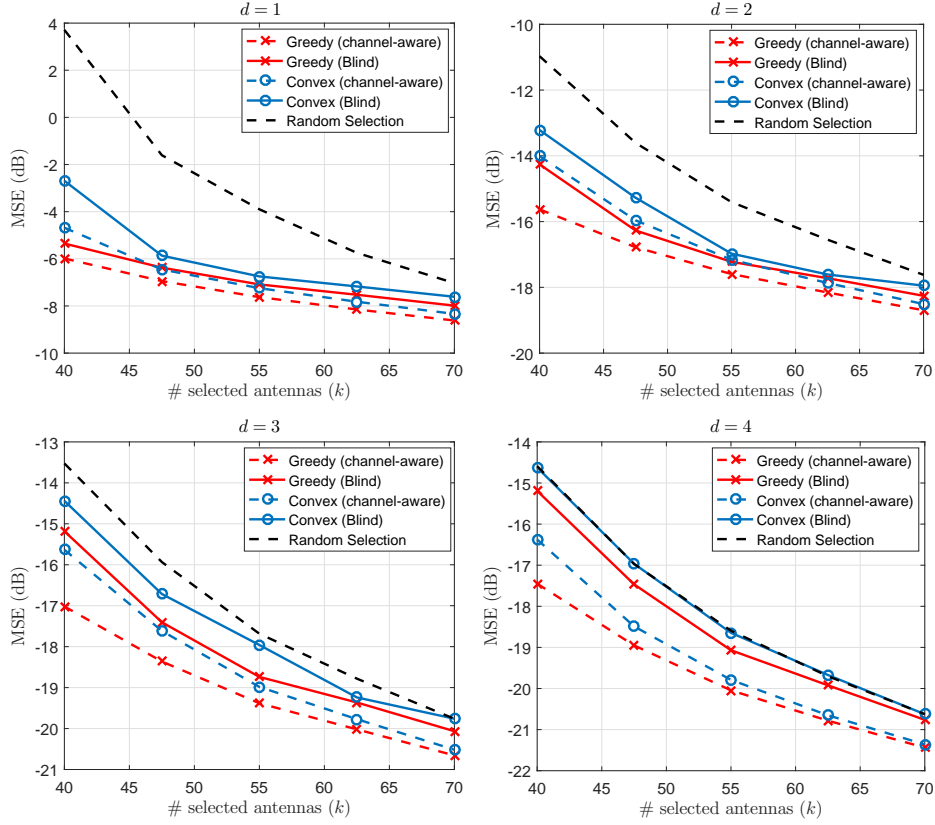 d = 1
4
2
0
-2
-4
-6
-8
-10
MSE (dB)
40 45 50 55 60 65 70
# selected antennas (k)
Greedy (channel-aware)
Greedy (Blind)
Convex (channel-aware)
Convex (Blind)
Random Selection
d = 2
-12
-14
-16
-18
-20
MSE (dB)
40 45 50 55 60 65 70
# selected antennas (k)
Greedy (channel-aware)
Greedy (Blind)
Convex (channel-aware)
Convex (Blind)
Random Selection
d = 3
-13
-14
-15
-16
-17
-18
-19
-20
-21
MSE (dB)
40 45 50 55 60 65 70
# selected antennas (k)
Greedy (channel-aware)
Greedy (Blind)
Convex (channel-aware)
Convex (Blind)
Random Selection
d = 4
-14
-15
-16
-17
-18
-19
-20
-21
-22
MSE (dB)
40 45 50 55 60 65 70
# selected antennas (k)
Greedy (channel-aware)
Greedy (Blind)
Convex (channel-aware)
Convex (Blind)
Random Selection